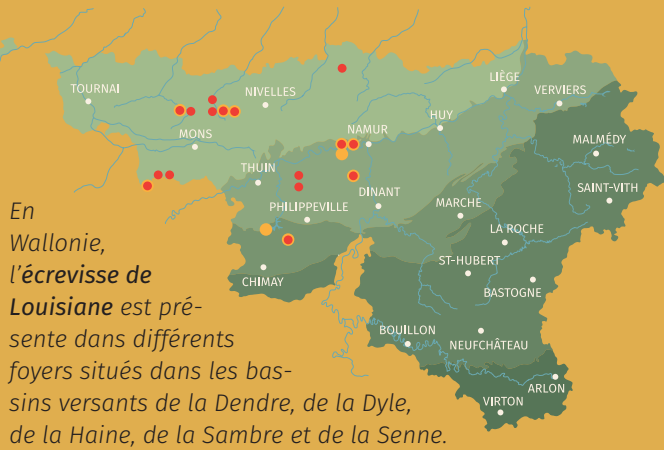 TOURNAI
NIVELLES
LIÈGE
VERVIERS
MONS
NAMUR
HUY
MALMÉDY
THUIN
DINANT
SAINT-VITH
PHILIPPEVILLE
MARCHE
LA ROCHE
ST-HUBERT
CHIMAY
BASTOGNE
BOUILLON
NEUFCHÂTEAU
ARLON
VIRTON
En
Wallonie,
l'écrevisse de
Louisiane est pré-
sente dans différents
foyers situés dans les bas-
sins versants de la Dendre, de la Dyle,
de la Haine, de la Sambre et de la Senne.